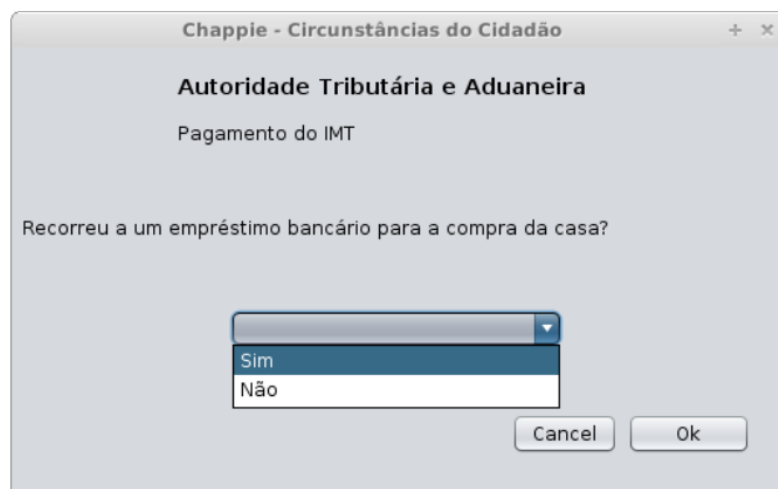 Chappie - Circunstâncias do Cidadão
Autoridade Tributária e Aduaneira
Pagamento do IMT
Recorreu a um empréstimo bancário para a compra da casa?
Sim
Não
Cancel
Ok